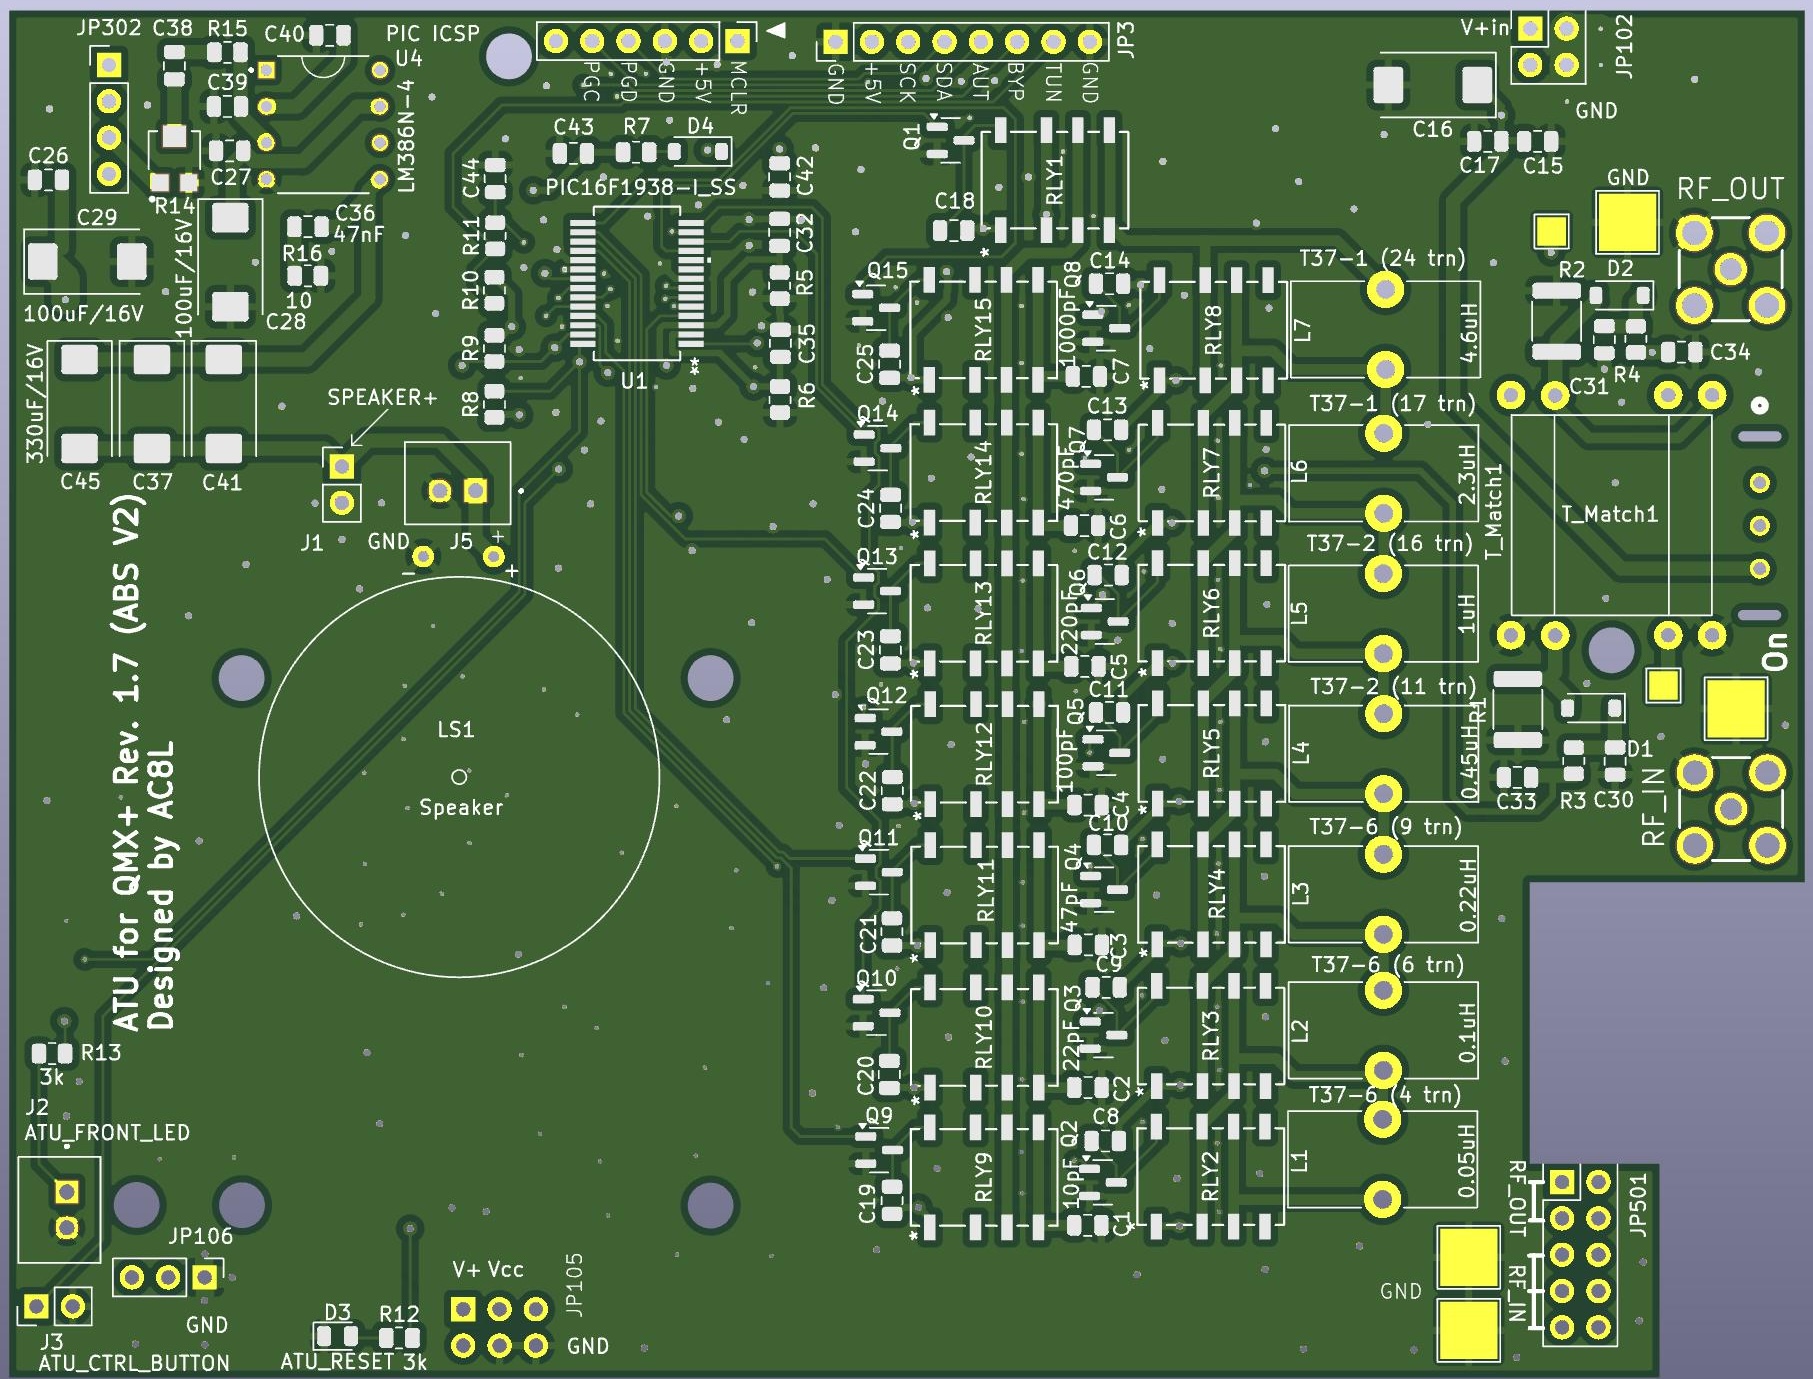 JP302
C38
R15
C40
PIC ICSP
U4
C39
LM386N-4
C26
C27
R14
C29
100uF/16V
100uF/16V
C28
C36
47nF
R16
10
PGC
PGD
GND
+5V
MCLR
GND
+5V
SCK
SDA
AUT
BYP
TUN
GND
JP3
V+in
JP102
GND
C16
C17
C15
C43
R7
D4
C44
C42
PIC16F1938-I_SS
R11
C32
R10
R5
R9
C35
R8
R6
U1
**
Q1
RLY1
C18
*
GND
RF_OUT
R2
D2
R4
C34
C31
330uF/16V
C45
C37
C41
SPEAKER+
J1
GND
J5
+
-
+
Q15
Q8
C14
RLY15
1000pF
RLY8
C25
C7
*
*
T37-1 (24 trn)
L7
4.6uH
Q14
Q7
C13
RLY14
470pF
RLY7
C24
C6
*
*
T37-1 (17 trn)
L6
2.3uH
T_Match1
T_Match1
Q13
Q6
C12
RLY13
220pF
RLY6
C23
C5
*
*
T37-2 (16 trn)
L5
1uH
On
Q12
Q5
C11
RLY12
100pF
RLY5
C22
C4
*
*
T37-2 (11 trn)
L4
0.45uH
R1
D1
C33
R3
C30
RF_IN
LS1
Speaker
ATU for QMX+ Rev. 1.7 (ABS V2)
Designed by AC8L
Q11
Q4
C10
RLY11
47pF
RLY4
C21
C3
*
*
T37-6 (9 trn)
L3
0.22uH
Q10
Q3
C9
RLY10
22pF
RLY3
C20
C2
*
*
T37-6 (6 trn)
L2
0.1uH
Q9
Q2
C8
RLY9
10pF
RLY2
C19
C1
*
*
T37-6 (4 trn)
L1
0.05uH
R13
3k
J2
ATU_FRONT_LED
JP106
GND
J3
ATU_CTRL_BUTTON
D3
R12
ATU_RESET
3k
V+
Vcc
JP105
GND
GND
RF_OUT
RF_IN
JP501